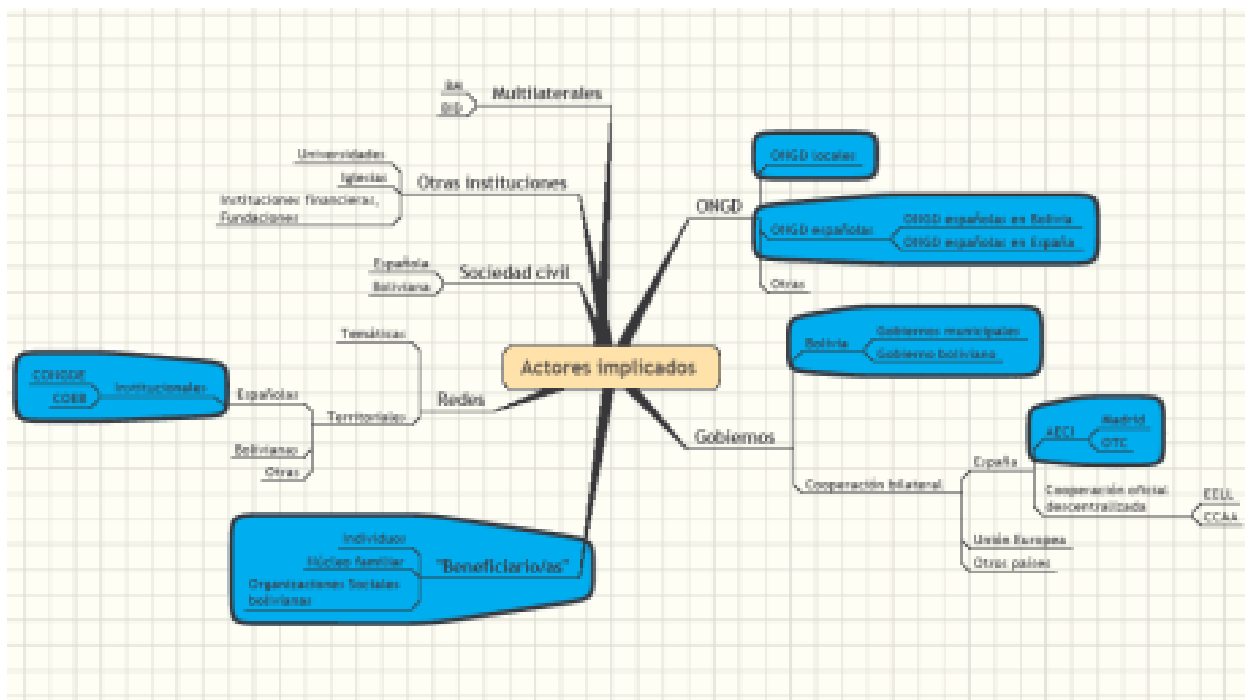 Actores implicados
Multilaterales
BM
BID
Otras instituciones
Universidades
Iglesias
Instituciones financieras,
Fundaciones
Sociedad civil
Española
Boliviana
Redes
Temáticas
Territoriales
Españolas
Institucionales
CONGDE
Bolivianas
Otras
"Beneficiario/as"
Individuos
Núcleo familiar
Organizaciones Sociales
bolivianas
ONGD
ONGD locales
ONGD españolas
ONGD españolas en Bolivia
ONGD españolas en España
Otras
Gobiernos
Bolivia
Gobiernos municipales
Gobierno boliviano
Cooperación bilateral
España
AECI
Madrid
OTC
Cooperación oficial
descentralizada
EELL
CCAA
Unión Europea
Otros países